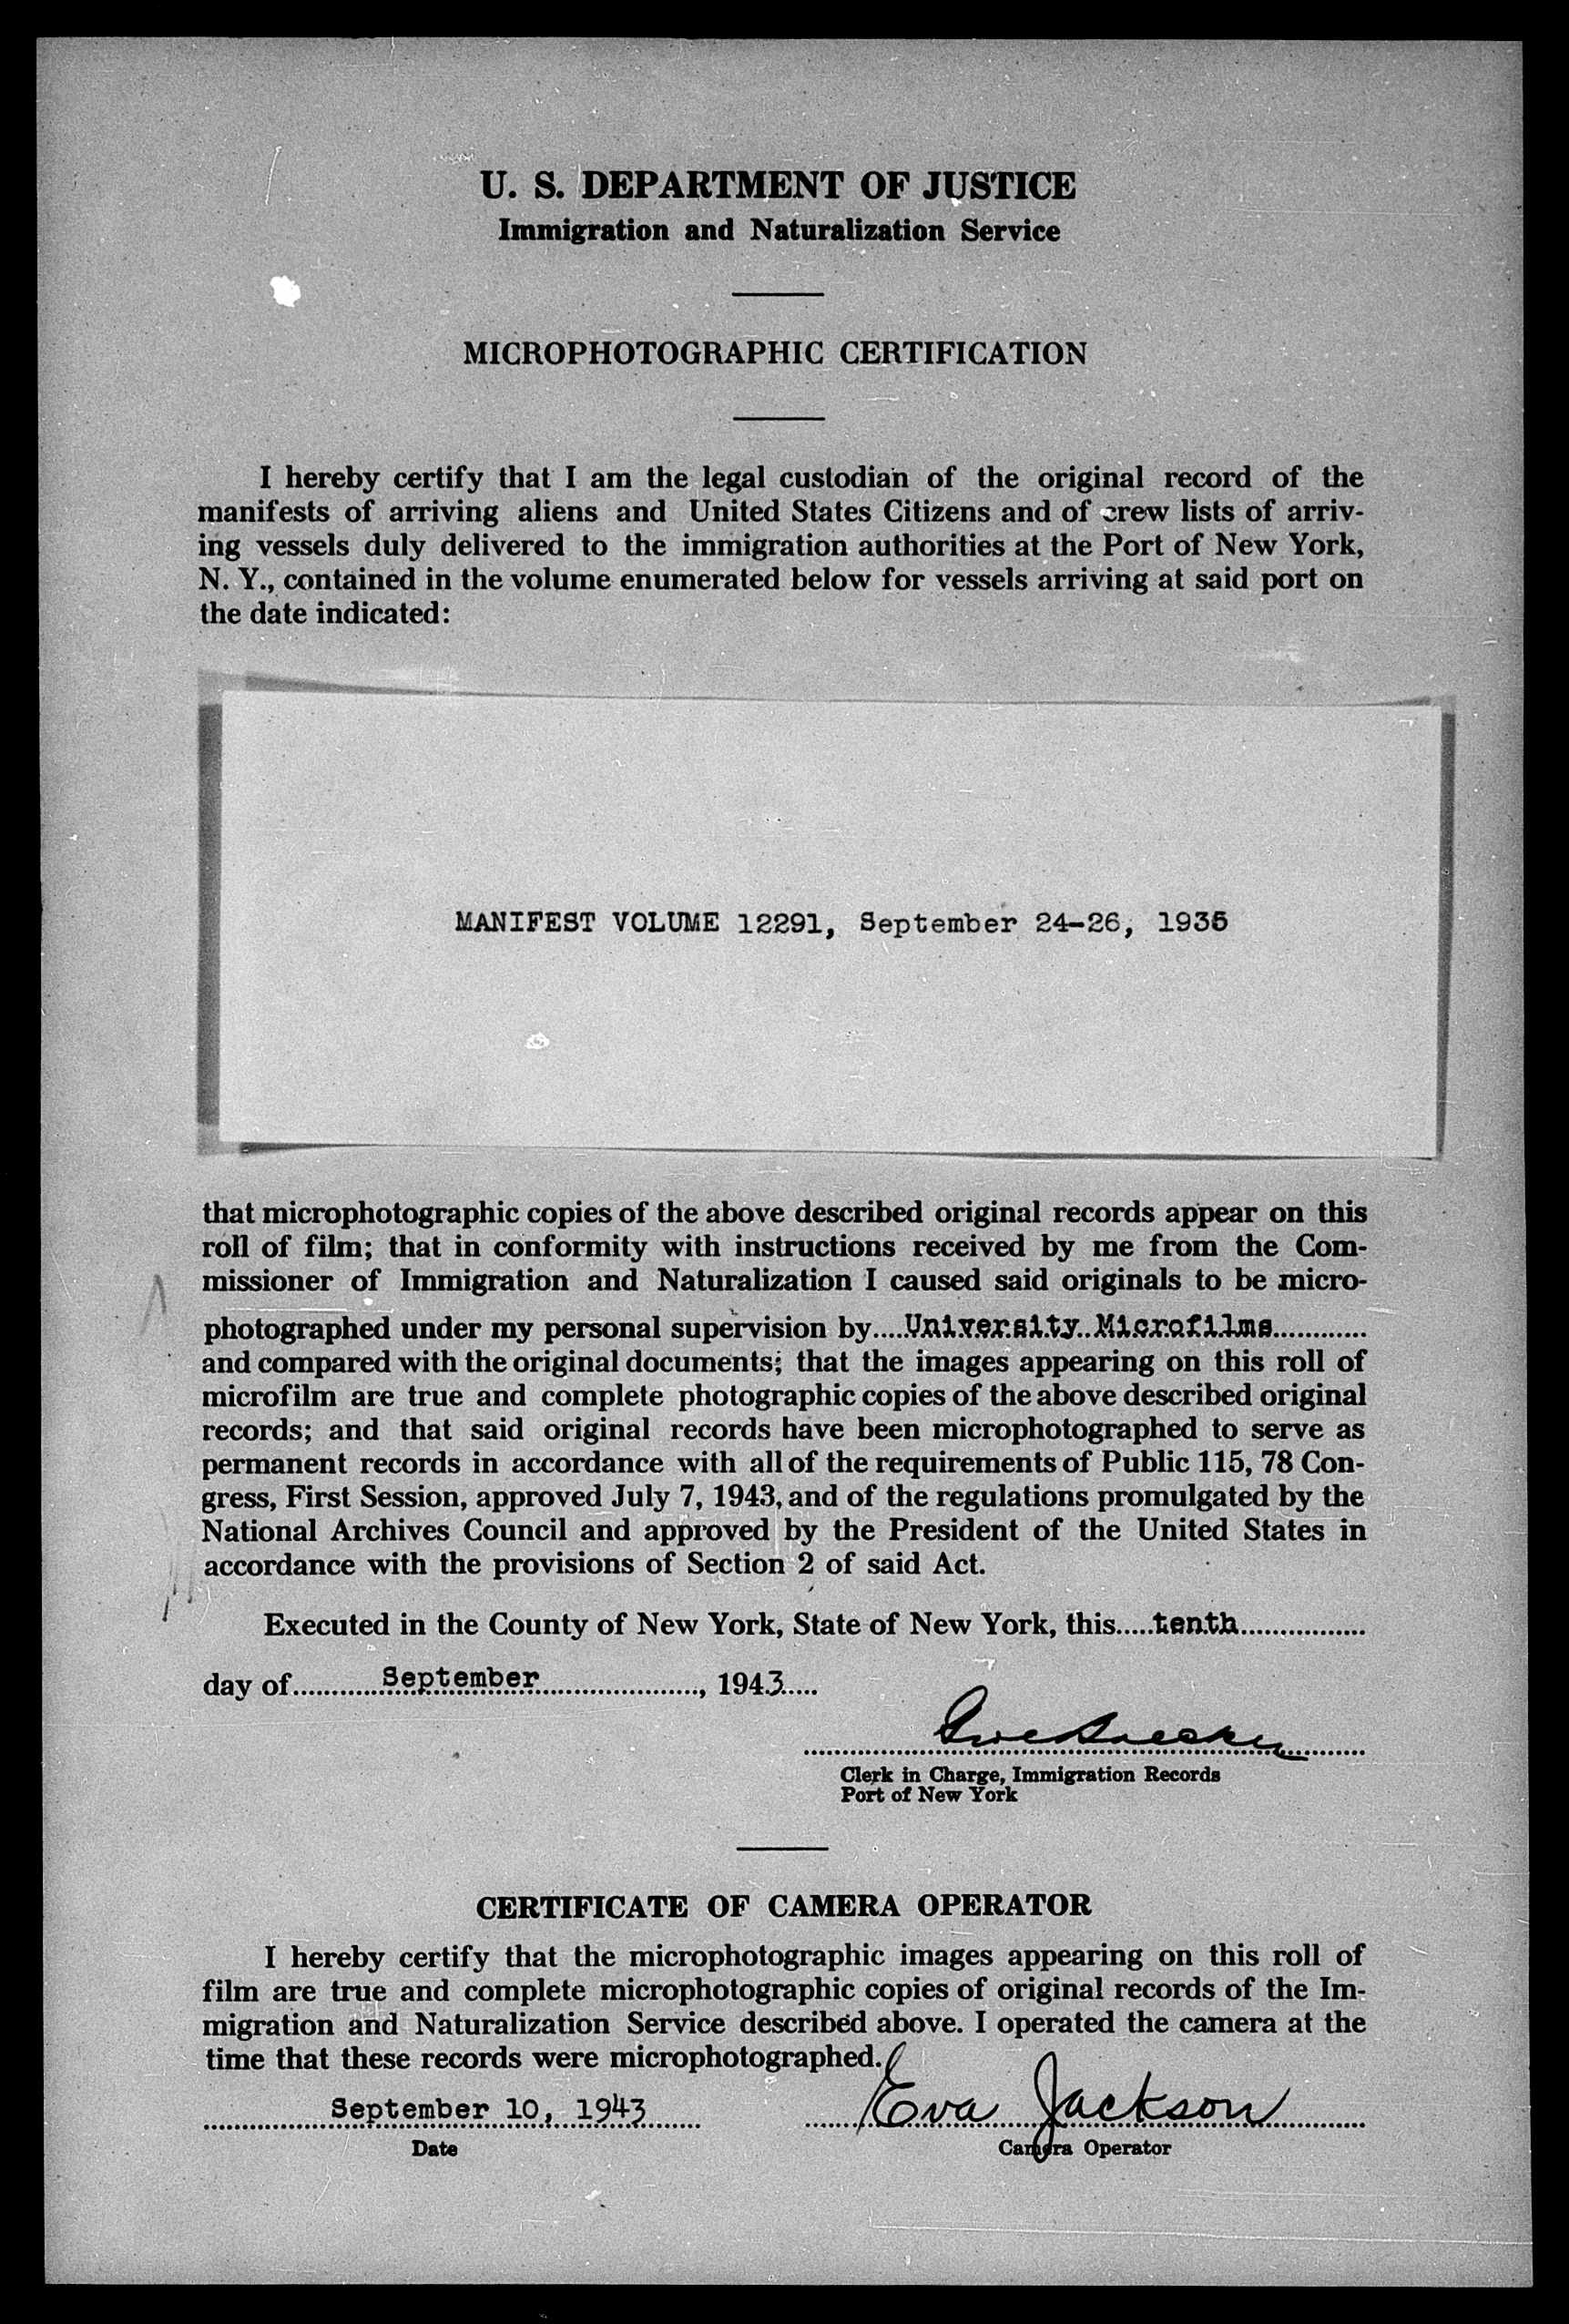 U. S. DEPARTMENT OF JUSTICE
Immigration and Naturalization Service
MICROPHOTOGRAPHIC CERTIFICATION
I hereby certify that I am the legal custodian of the original record of the
manifests of arriving aliens and United States Citizens and of crew lists of arriv-
ing vessels duly delivered to the immigration authorities at the Port of New York,
N. Y., contained in the volume enumerated below for vessels arriving at said port on
the date indicated:
MANIFEST VOLUME 12291, September 24-26, 
that microphotographic copies of the above described original records appear on this
roll of film; that in conformity with instructions received by me from the Com-
missioner of Immigration and Naturalization I caused said originals to be micro-
photographed under my personal supervision by.....University Microfilms............
and compared with the original documents; that the images appearing on this roll of
microfilm are true and complete photographic copies of the above described original
records; and that said original records have been microphotographed to serve as
permanent records in accordance with all of the requirements of Public 115, 78 Con-
gress, First Session, approved July 7, 1943, and of the regulations promulgated by the
National Archives Council and approved by the President of the United States in
accordance with the provisions of Section 2 of said Act.
Executed in the County of New York, State of New York, this.....tenth................
day of............September....................., 1943.....
Clerk in Charge, Immigration Records
Port of New York
CERTIFICATE OF CAMERA OPERATOR
I hereby certify that the microphotographic images appearing on this roll of
film are true and complete microphotographic copies of original records of the Im-
migration and Naturalization Service described above. I operated the camera at the
time that these records were microphotographed.
September 10, 1943 Eva Jackson
Date Camera Operator